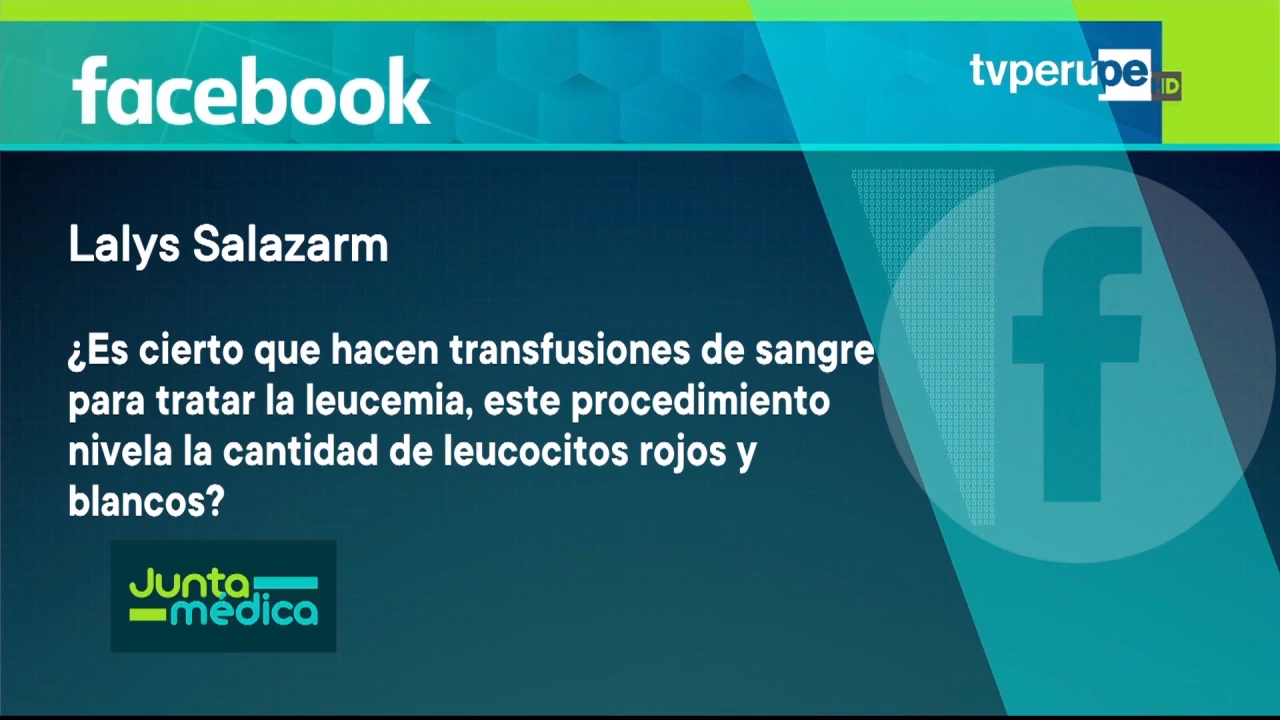 facebook
tvperúpe HD
Lalys Salazarm
¿Es cierto que hacen transfusiones de sangre
para tratar la leucemia, este procedimiento
nivela la cantidad de leucocitos rojos y
blancos?
Junta
médica